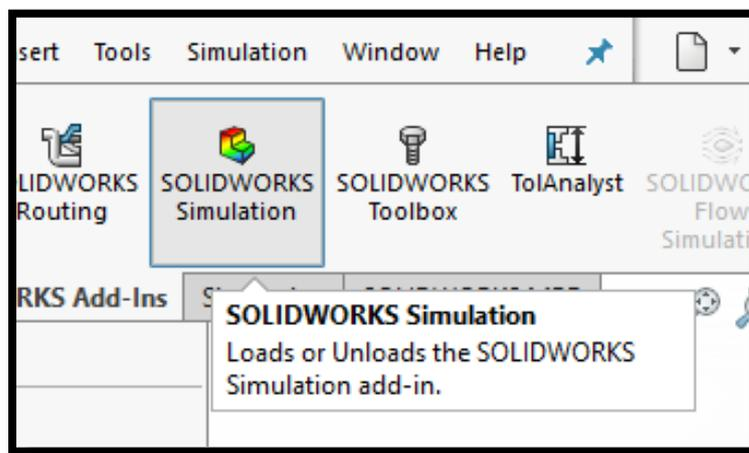 sert Tools Simulation Window Help
LIDWORKS Routing
SOLIDWORKS Simulation
SOLIDWORKS Toolbox
TolAnalyst
SOLIDWO Flow Simulati
RKS Add-Ins
SOLIDWORKS Simulation
Loads or Unloads the SOLIDWORKS
Simulation add-in.